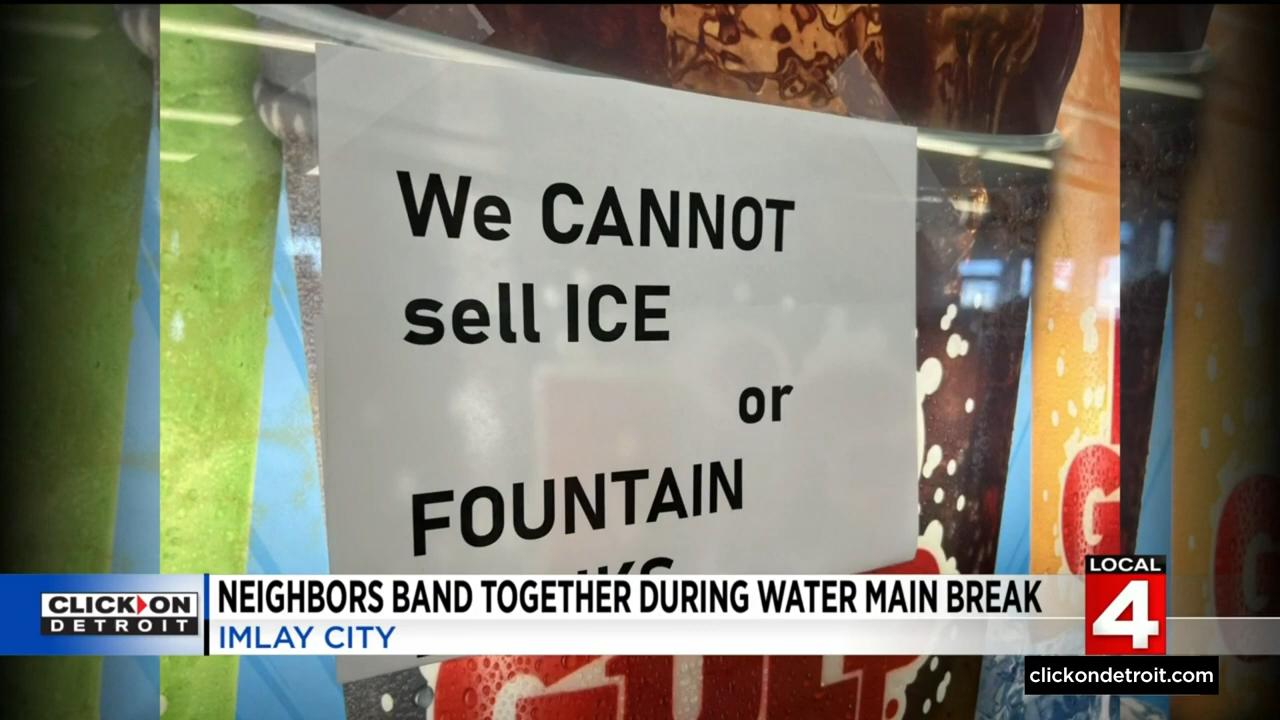 We CANNOT
sell ICE
or
FOUNTAIN
CLICK ON
DETROIT
NEIGHBORS BAND TOGETHER DURING WATER MAIN BREAK
IMLAY CITY
LOCAL
4
clickondetroit.com